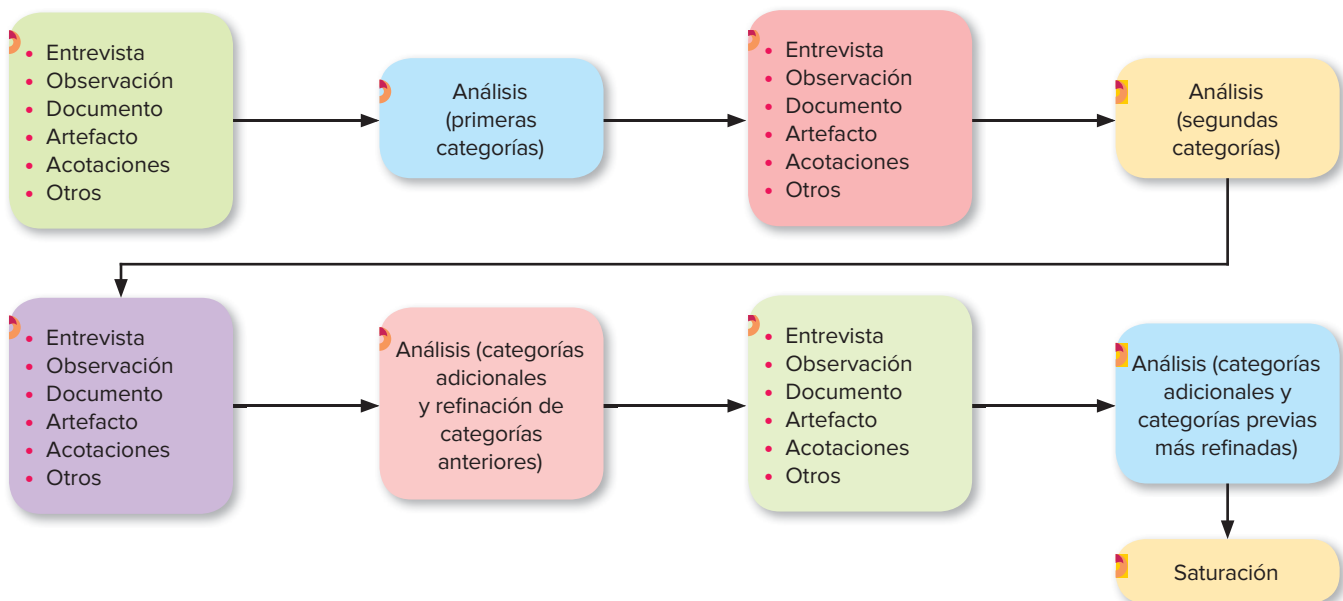 • Entrevista
• Observación
• Documento
• Artefacto
• Acotaciones
• Otros
Análisis
(primeras
categorías)
• Entrevista
• Observación
• Documento
• Artefacto
• Acotaciones
• Otros
Análisis
(segundas
categorías)
• Entrevista
• Observación
• Documento
• Artefacto
• Acotaciones
• Otros
Análisis (categorías
adicionales
y refinación de
categorías
anteriores)
• Entrevista
• Observación
• Documento
• Artefacto
• Acotaciones
• Otros
Análisis (categorías
adicionales y
categorías previas
más refinadas)
Saturación